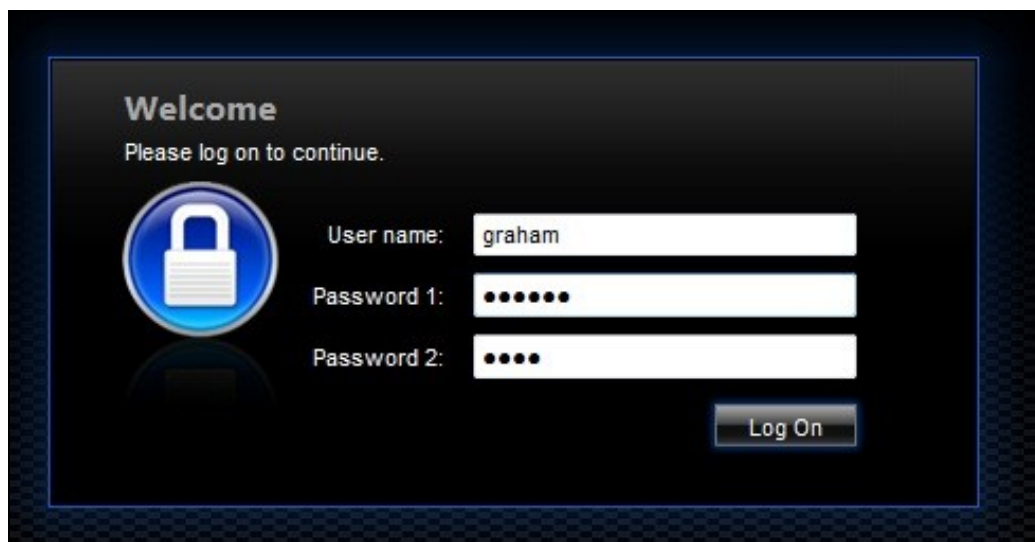 Welcome
Please log on to continue.
User name: graham
Password 1: ••••••
Password 2: ••••
Log On